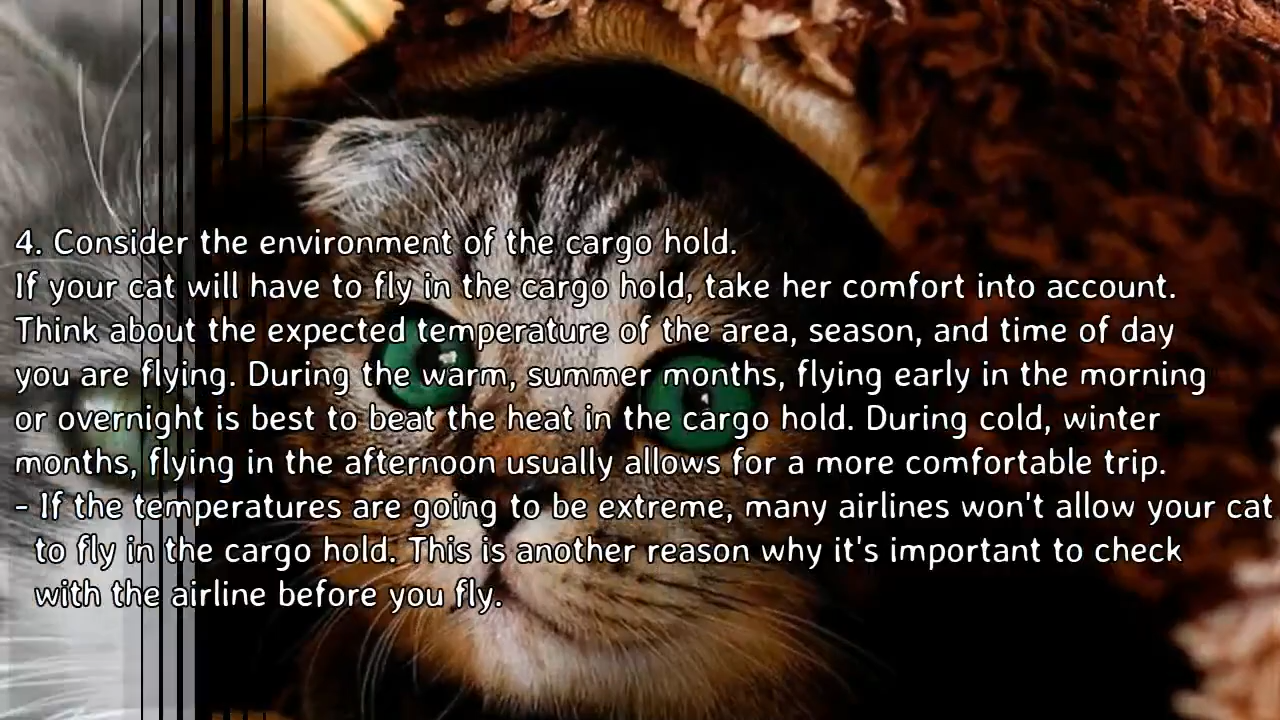 4. Consider the environment of the cargo hold.
If your cat will have to fly in the cargo hold, take her comfort into account.
Think about the expected temperature of the area, season, and time of day
you are flying. During the warm, summer months, flying early in the morning
or overnight is best to beat the heat in the cargo hold. During cold, winter
months, flying in the afternoon usually allows for a more comfortable trip.
- If the temperatures are going to be extreme, many airlines won't allow your cat
to fly in the cargo hold. This is another reason why it's important to check
with the airline before you fly.